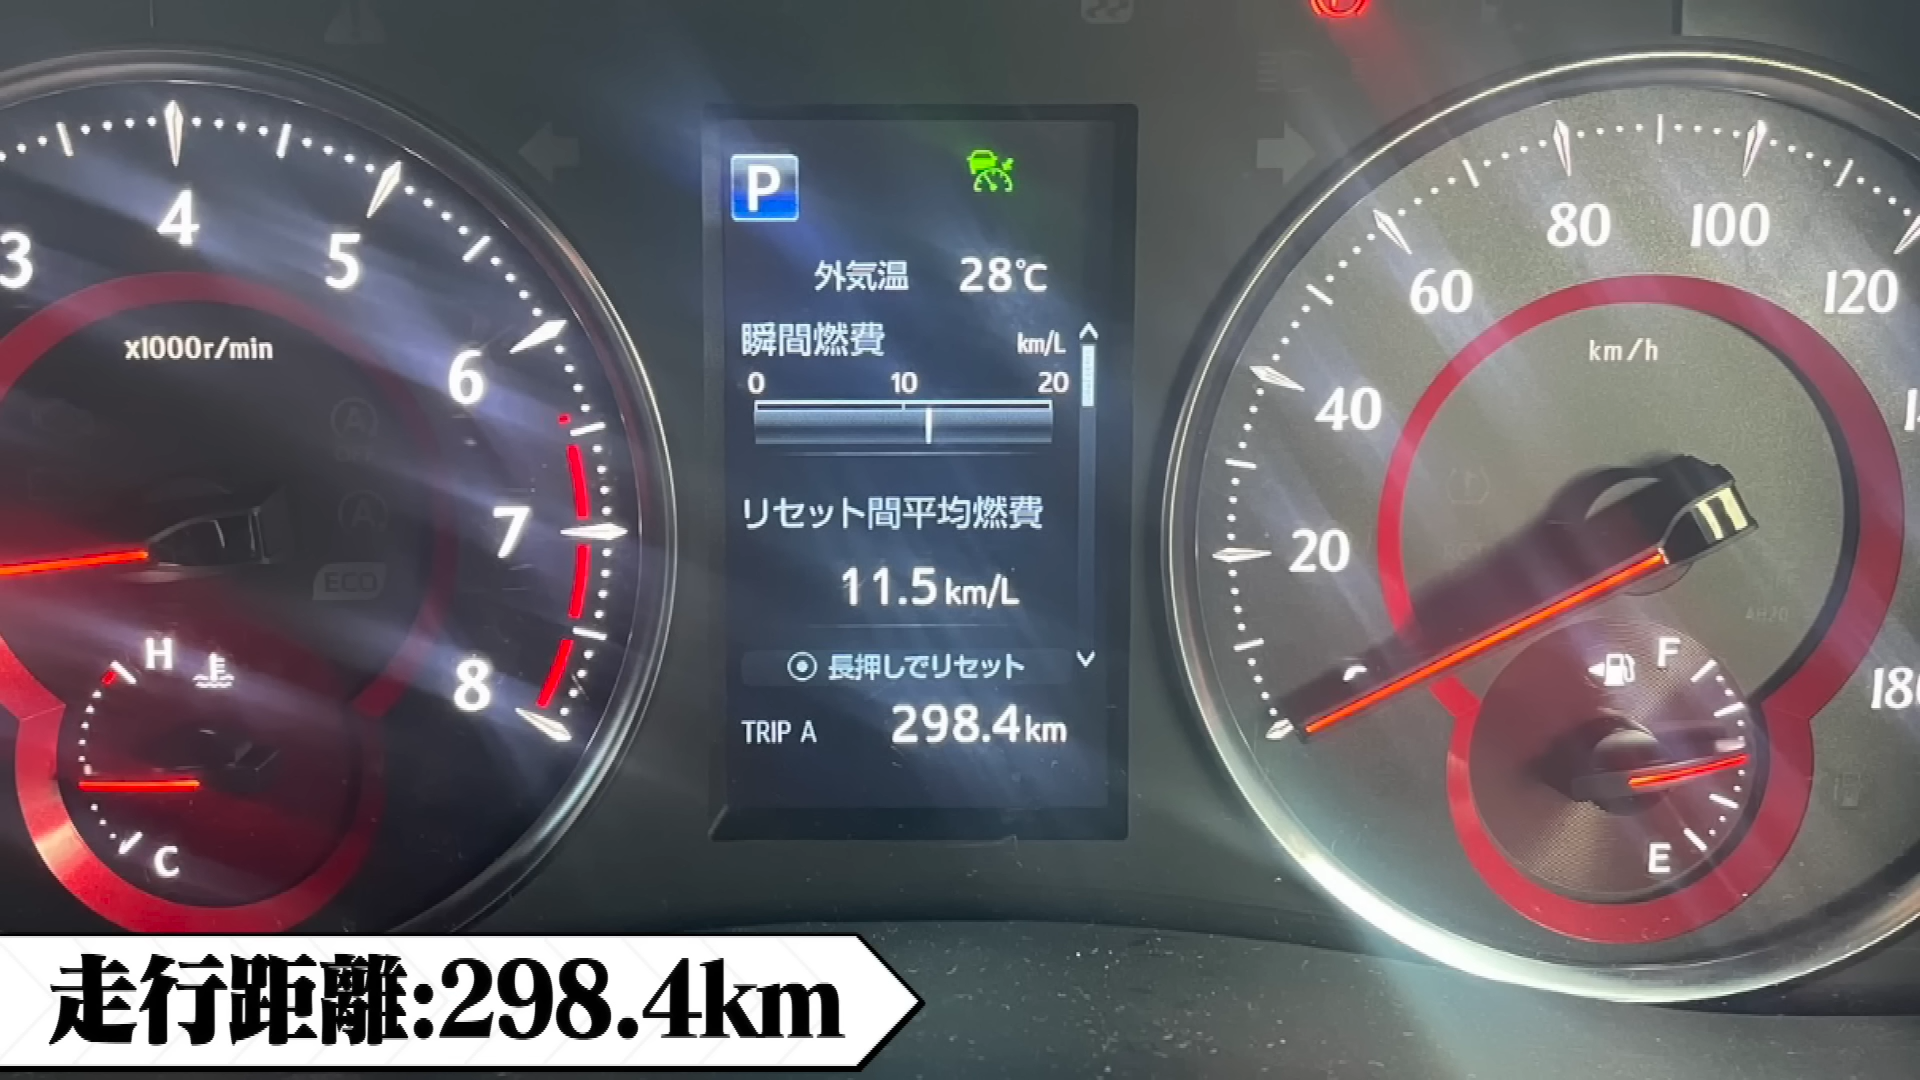 3
4
5
6
7
8
x1000r/min
ECO
H
C
P
外気温 28℃
瞬間燃費 km/L
0 10 20
リセット間平均燃費
11.5km/L
長押しでリセット
TRIP A 298.4km
20
40
60
80
100
120
180
km/h
F
E
走行距離:298.4km